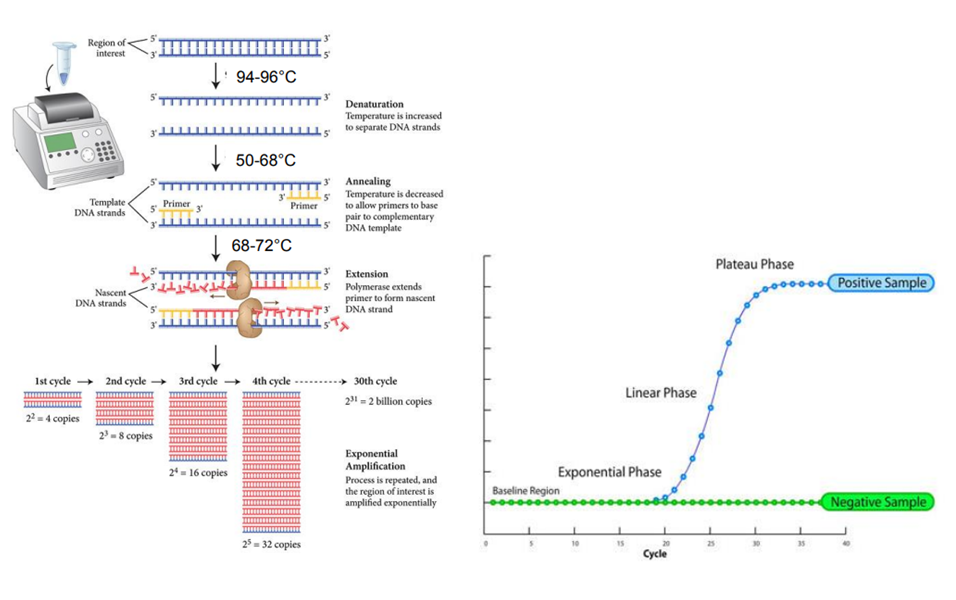 Region of
interest
5'
3'
3'
5'
94-96°C
5'
3'
3'
5'
Denaturation
Temperature is increased
to separate DNA strands
50-68°C
Template
DNA strands
5'
3'
3'
5'
Primer
5'
Primer
3'
3'
5'
Annealing
Temperature is decreased
to allow primers to base
pair to complementary
DNA template
68-72°C
Nascent
DNA strands
5'
3'
3'
5'
5'
3'
3'
5'
Extension
Polymerase extends
primer to form nascent
DNA strand
1st cycle
2nd cycle
3rd cycle
4th cycle
30th cycle
2² = 4 copies
2³ = 8 copies
2⁴ = 16 copies
2⁵ = 32 copies
2³¹ = 2 billion copies
Exponential
Amplification
Process is repeated, and
the region of interest is
amplified exponentially
Plateau Phase
Positive Sample
Linear Phase
Exponential Phase
Baseline Region
Negative Sample
0 5 10 15 20 25 30 35 40
Cycle